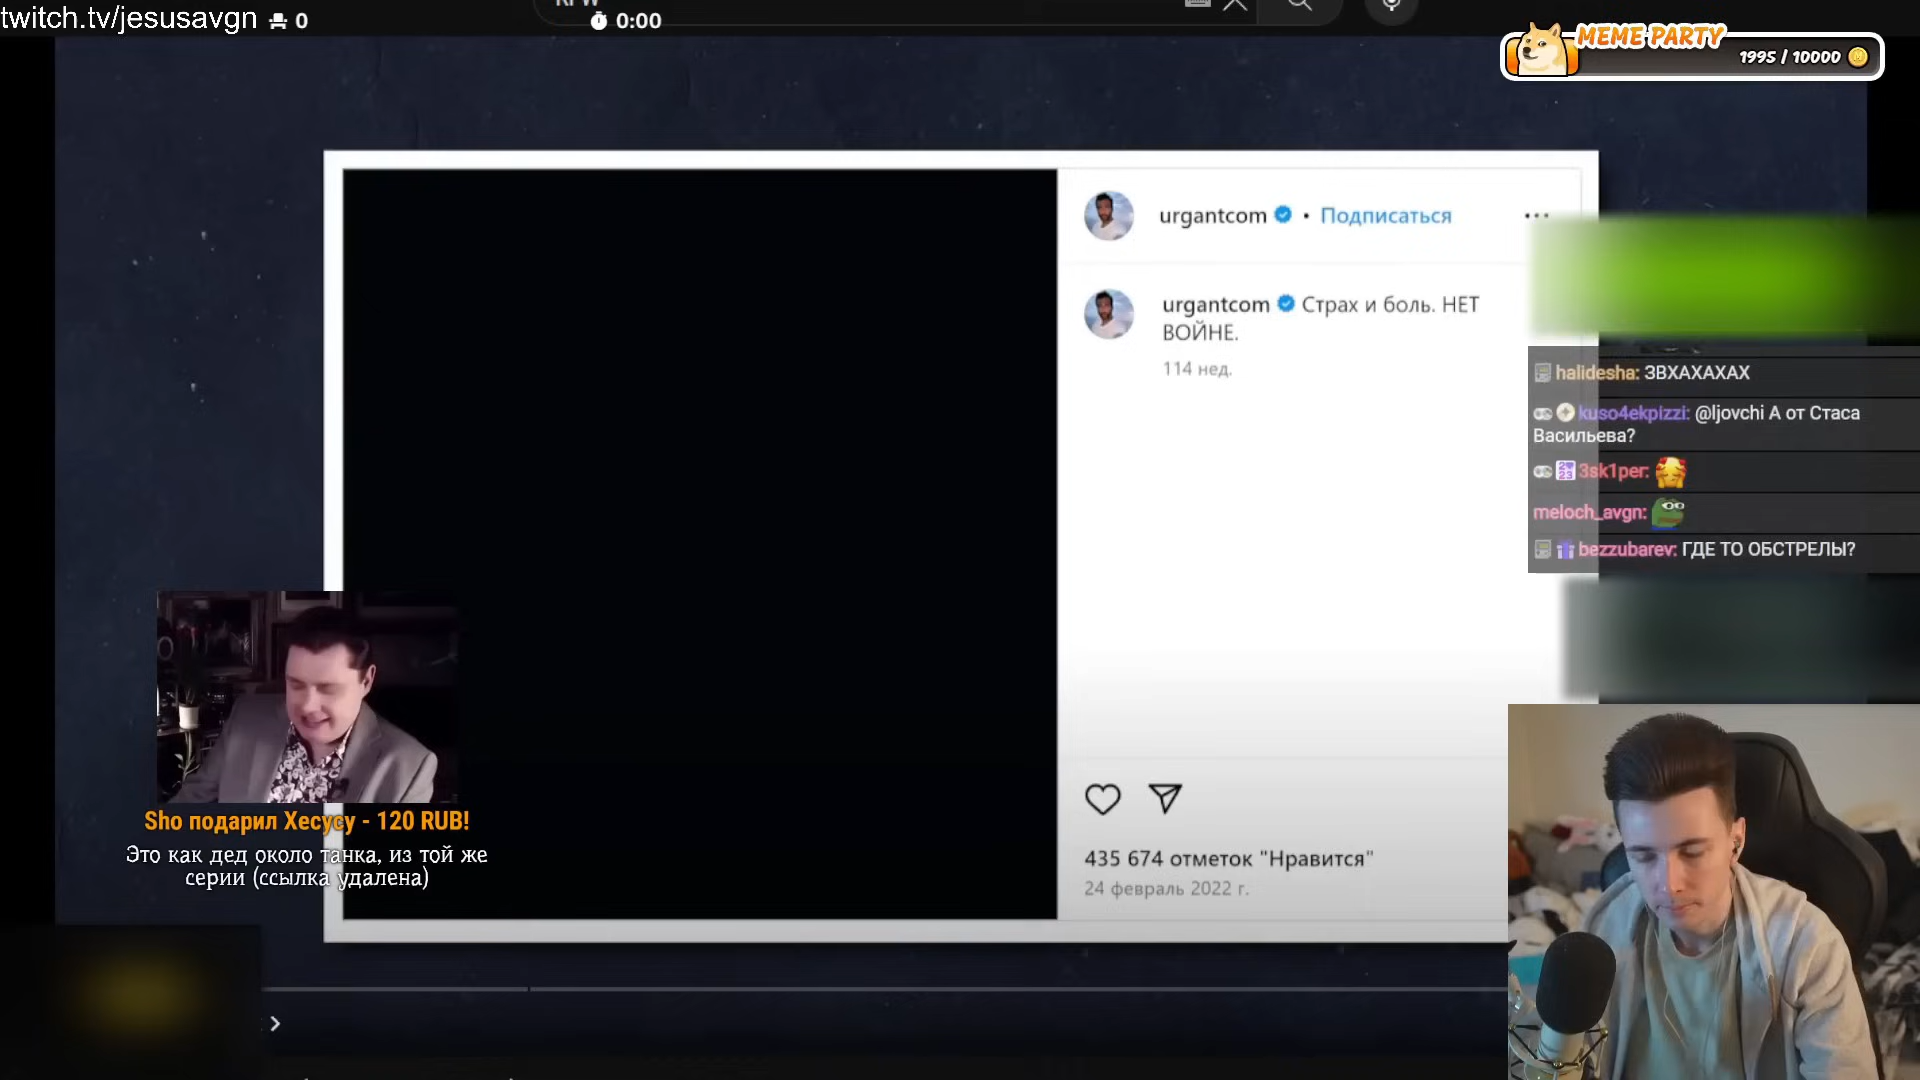 twitch.tv/jesusavgn 0
0:00
MEME PARTY
1995 / 10000
urgantcom • Подписаться
urgantcom Страх и боль. НЕТ
ВОЙНЕ.
114 нед.
halidesha: ЗВХАХАХАХ
kuso4ekpizzi: @ljovchi А от Стаса
Васильева?
3sk1per:
meloch_avgn:
bezzubarev: ГДЕ ТО ОБСТРЕЛЫ?
Sho подарил Хесусу - 120 RUB!
Это как дед около танка, из той же
серии (ссылка удалена)
435 674 отметок "Нравится"
24 февраль 2022 г.